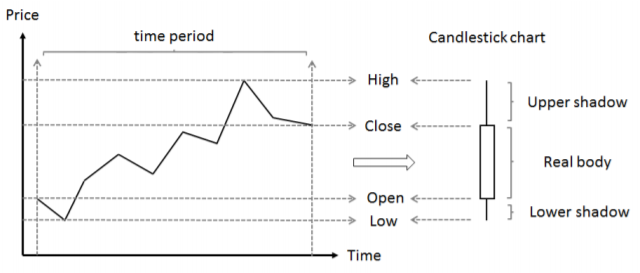 Price
time period
Candlestick chart
High
Upper shadow
Close
Real body
Open
Low
Lower shadow
Time